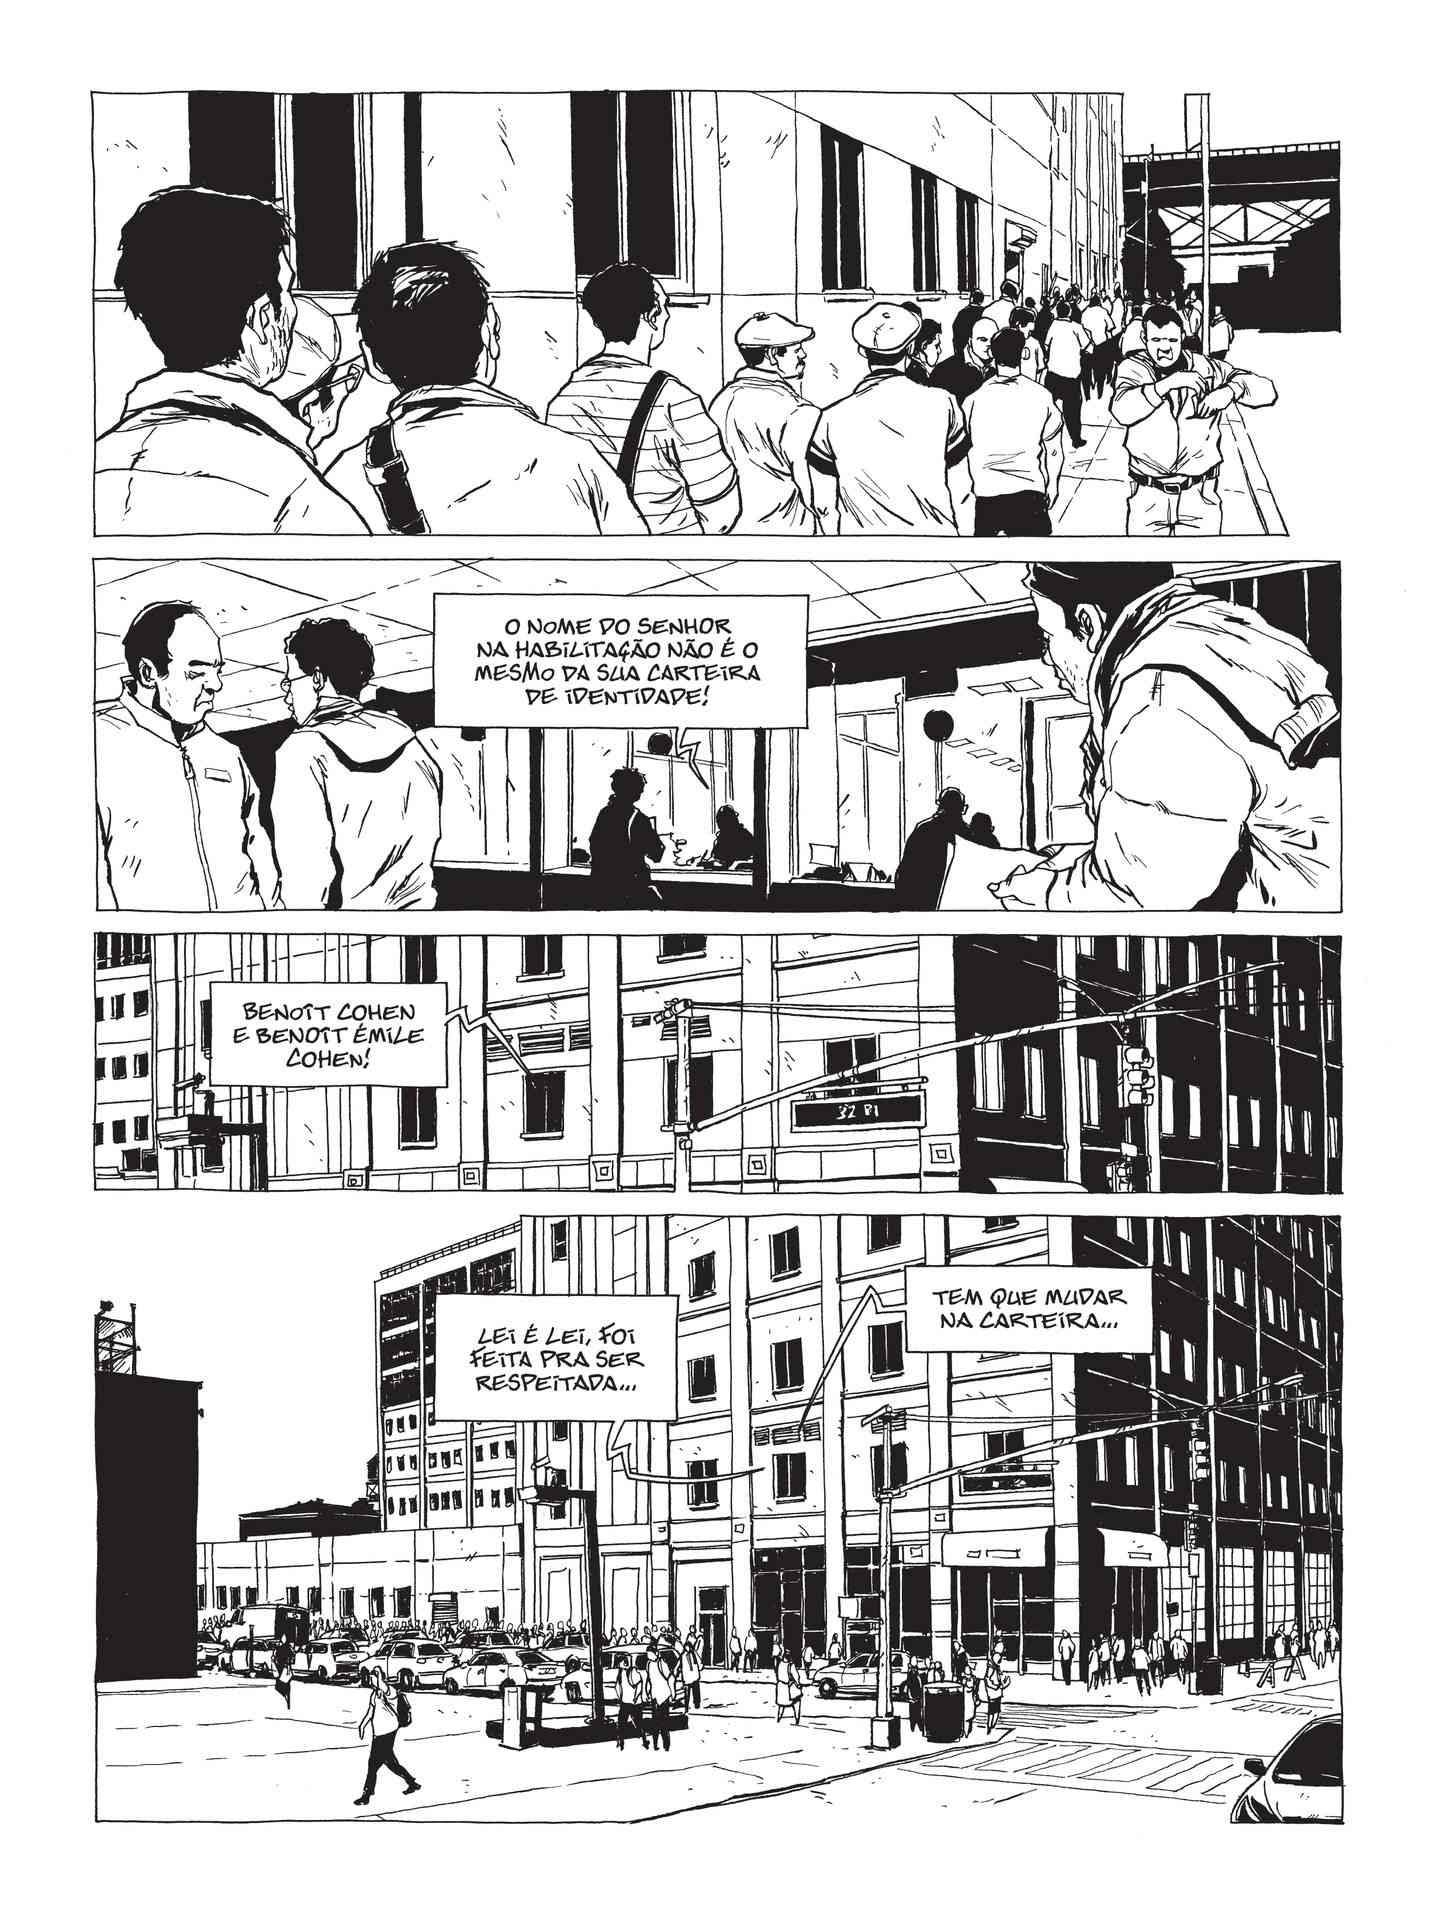 O NOME DO SENHOR
NA HABILITAÇÃO NÃO É O
MESMO DA SUA CARTEIRA
DE IDENTIDADE!
BENOÎT COHEN
E BENOÎT ÉMILE
COHEN!
32 Pl
TEM QUE MUDAR
NA CARTEIRA...
LEI É LEI, FOI
FEITA PRA SER
RESPEITADA...